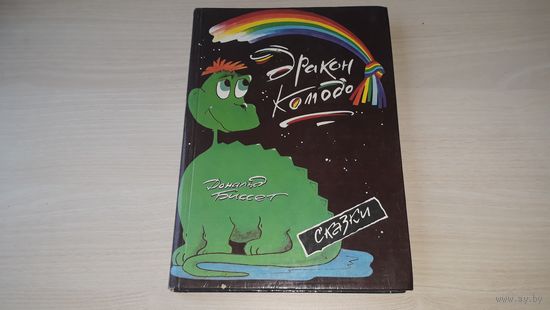 Дракон
Комодо
Дональд
Биссет
сказки
www.ay.by